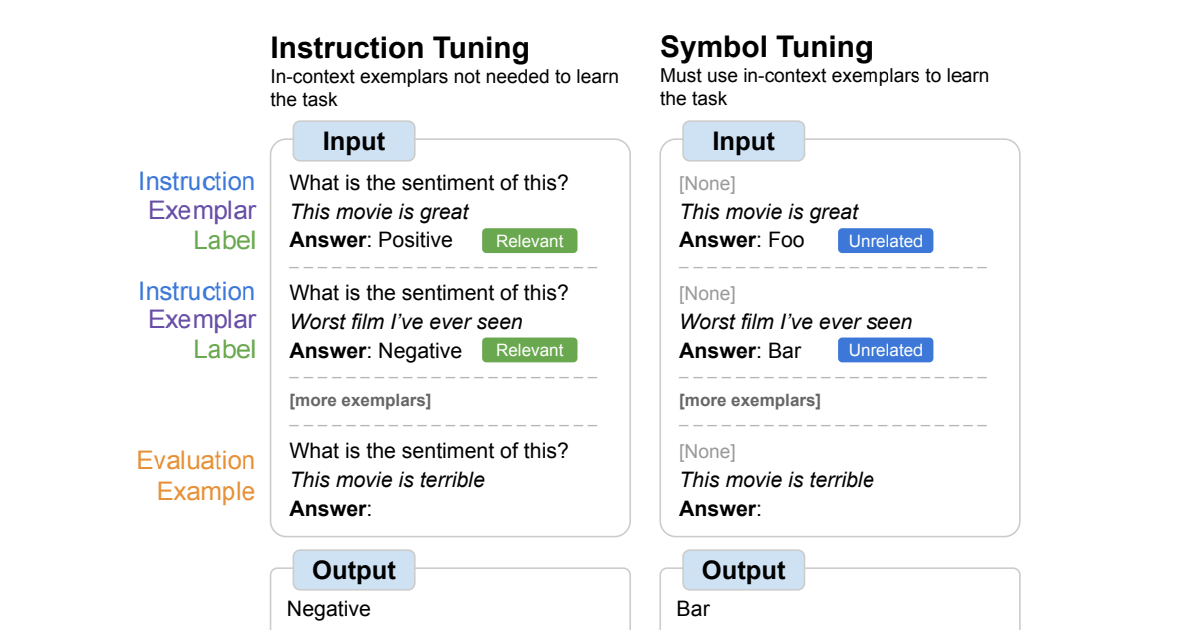 Instruction Tuning
In-context exemplars not needed to learn
the task
Symbol Tuning
Must use in-context exemplars to learn
the task
Input
Instruction
Exemplar
Label
What is the sentiment of this?
This movie is great
Answer: Positive
Relevant
Instruction
Exemplar
Label
What is the sentiment of this?
Worst film I’ve ever seen
Answer: Negative
Relevant
[more exemplars]
Evaluation
Example
What is the sentiment of this?
This movie is terrible
Answer:
Output
Negative
Input
[None]
This movie is great
Answer: Foo
Unrelated
[None]
Worst film I’ve ever seen
Answer: Bar
Unrelated
[more exemplars]
[None]
This movie is terrible
Answer:
Output
Bar